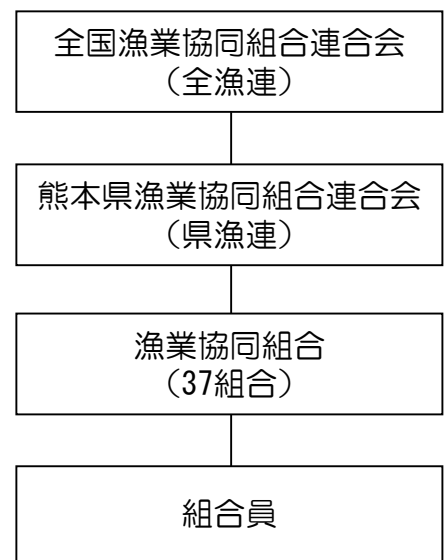 全国漁業協同組合連合会
（全漁連）
熊本県漁業協同組合連合会
（県漁連）
漁業協同組合
（37組合）
組合員